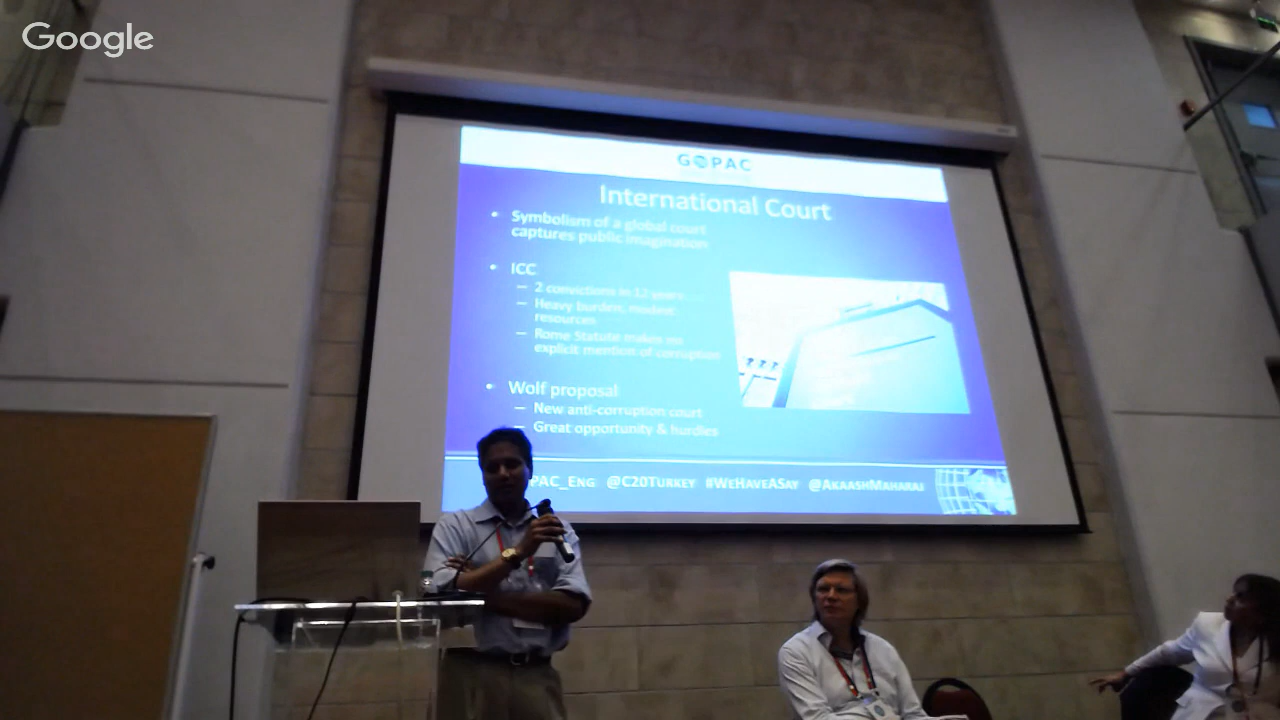 Google
GOPAC
International Court
• Symbolism of a global court
captures public imagination
• ICC
– 2 convictions in 12 years
– Heavy burden, modest
resources
– Rome Statute makes no
explicit mention of corruption
• Wolf proposal
– New anti-corruption court
– Great opportunity & hurdles
PAC_ENG @C20TURKEY #WEHAVEASAY @AKAASHMAHARAJ